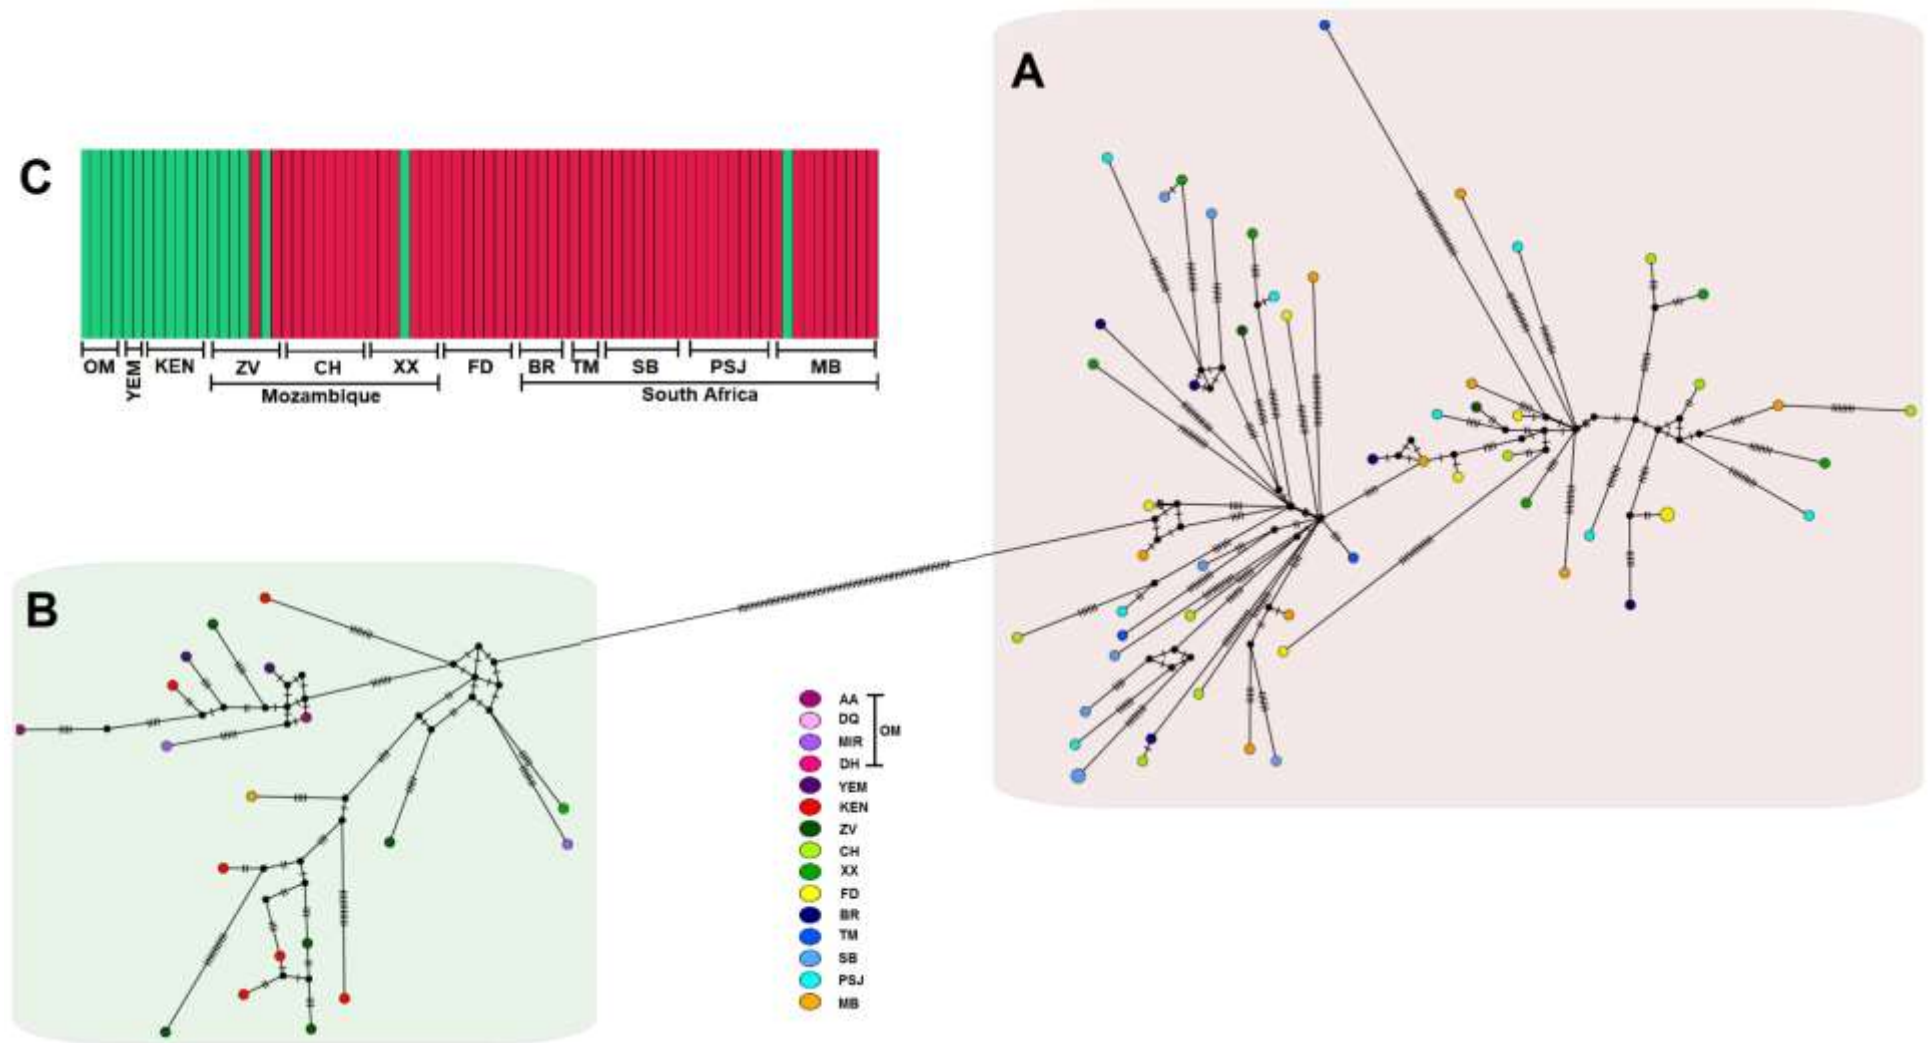 A
C
OM YEM KEN ZV CH XX FD BR TM SB PSJ MB
Mozambique South Africa
B
AA
DQ
MIR
DH
OM
YEM
KEN
ZV
CH
XX
FD
BR
TM
SB
PSJ
MB